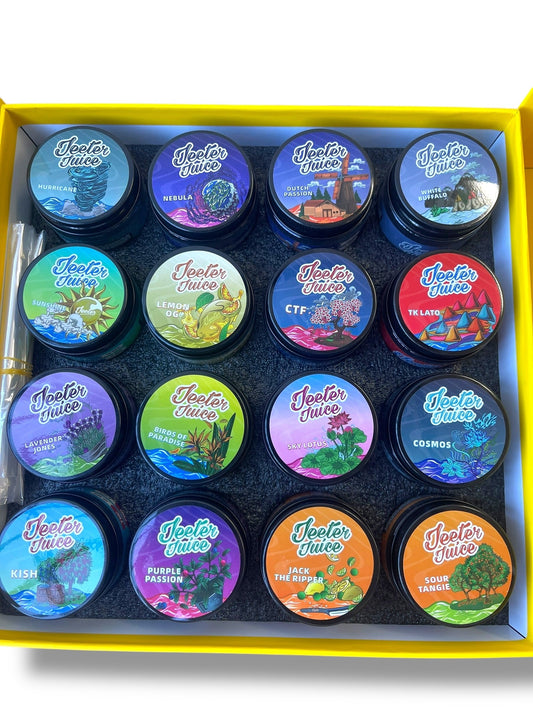 Jeeter
Juice
HURRICANE
Jeeter
Juice
NEBULA
Jeeter
Juice
DUTCH
PASSION
Jeeter
Juice
WHITE
BUFFALO
Jeeter
Juice
SUNSHINE
Jeeter
Juice
LEMON
OG
Jeeter
Juice
CTF
Jeeter
Juice
TK LATO
Jeeter
Juice
LAVENDER
JONES
Jeeter
Juice
BIRDS OF
PARADISE
Jeeter
Juice
SKY LOTUS
Jeeter
Juice
COSMOS
Jeeter
Juice
KISH
Jeeter
Juice
PURPLE
PASSION
Jeeter
Juice
JACK
THE RIPPER
Jeeter
Juice
SOUR
TANGIE